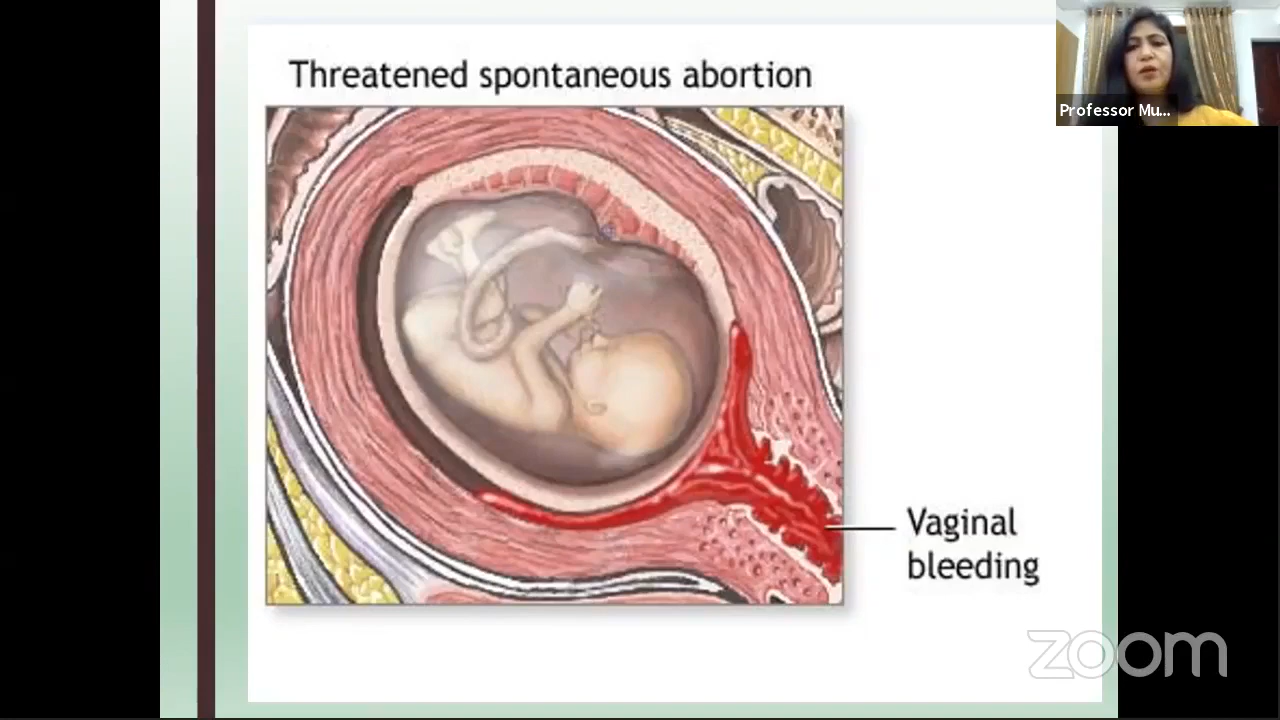 Threatened spontaneous abortion
Professor Mu...
Vaginal
bleeding
zoom